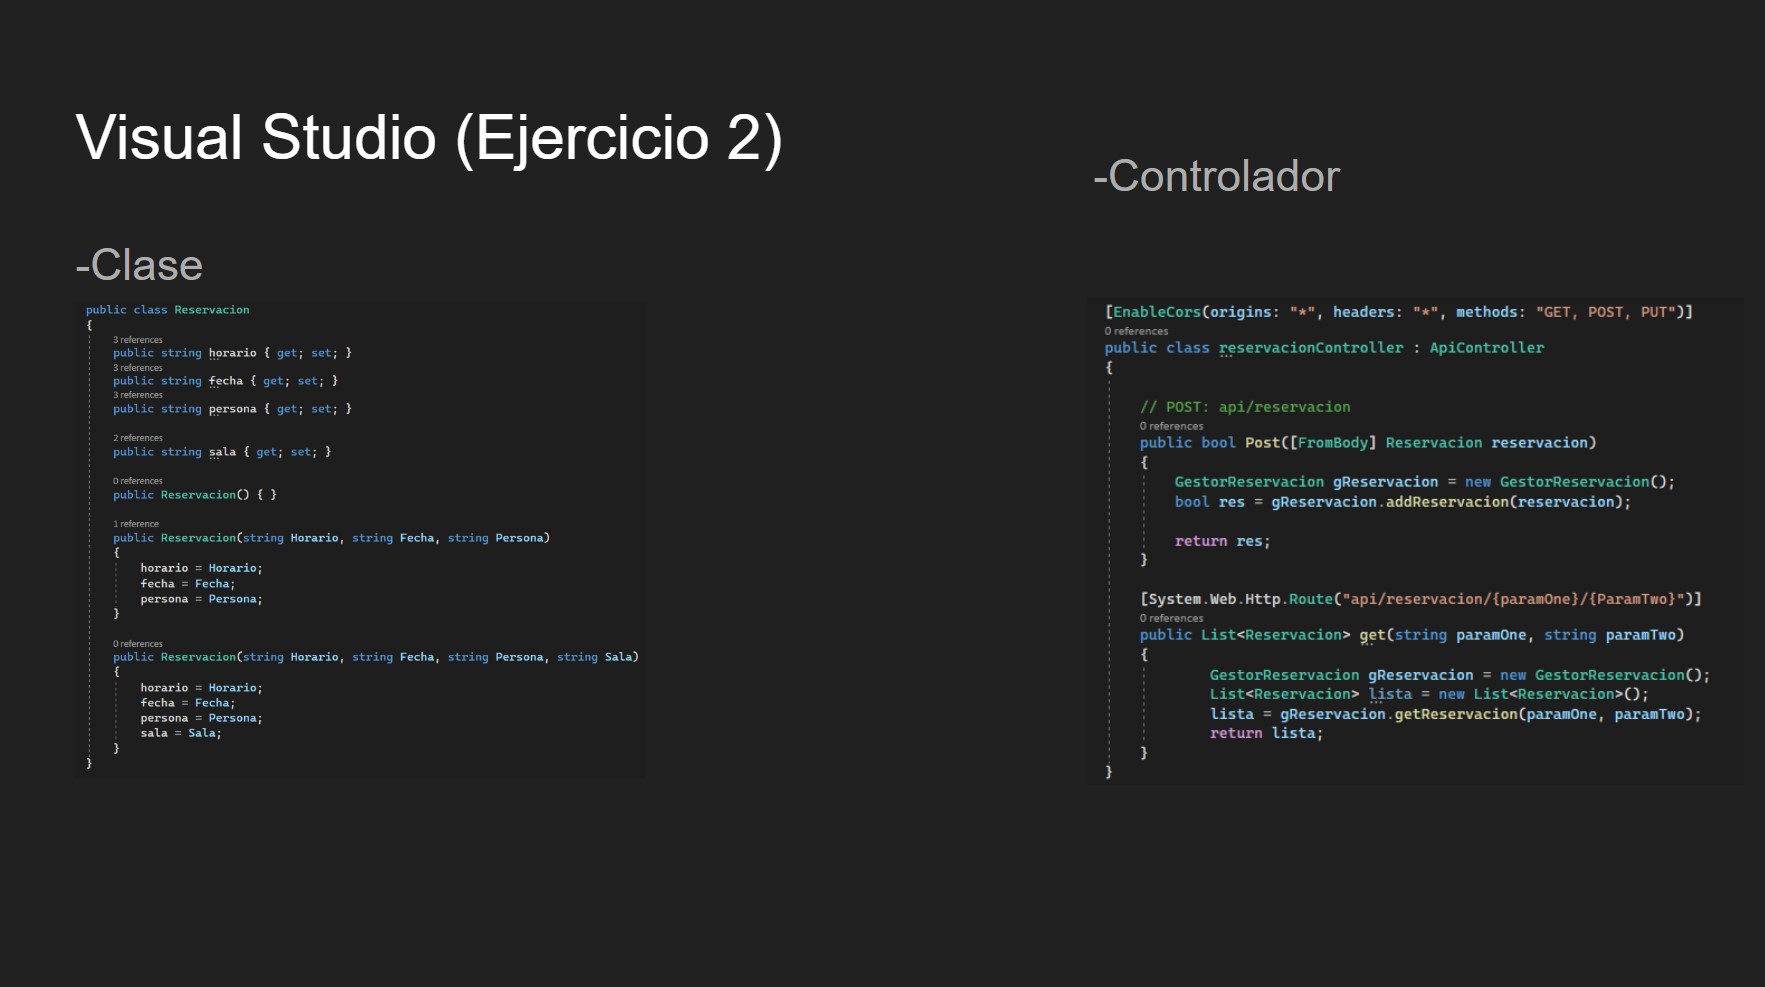 Visual Studio (Ejercicio 2)
-Clase
public class Reservacion
{
3 references
public string horario { get; set; }
3 references
public string fecha { get; set; }
3 references
public string persona { get; set; }
2 references
public string sala { get; set; }
0 references
public Reservacion() { }
1 reference
public Reservacion(string Horario, string Fecha, string Persona)
{
horario = Horario;
fecha = Fecha;
persona = Persona;
}
0 references
public Reservacion(string Horario, string Fecha, string Persona, string Sala)
{
horario = Horario;
fecha = Fecha;
persona = Persona;
sala = Sala;
}
}
-Controlador
[EnableCors(origins: "*", headers: "*", methods: "GET, POST, PUT")]
0 references
public class reservacionController : ApiController
{
// POST: api/reservacion
0 references
public bool Post([FromBody] Reservacion reservacion)
{
GestorReservacion gReservacion = new GestorReservacion();
bool res = gReservacion.addReservacion(reservacion);
return res;
}
[System.Web.Http.Route("api/reservacion/{paramOne}/{ParamTwo}")]
0 references
public List<Reservacion> get(string paramOne, string paramTwo)
{
GestorReservacion gReservacion = new GestorReservacion();
List<Reservacion> lista = new List<Reservacion>();
lista = gReservacion.getReservacion(paramOne, paramTwo);
return lista;
}
}